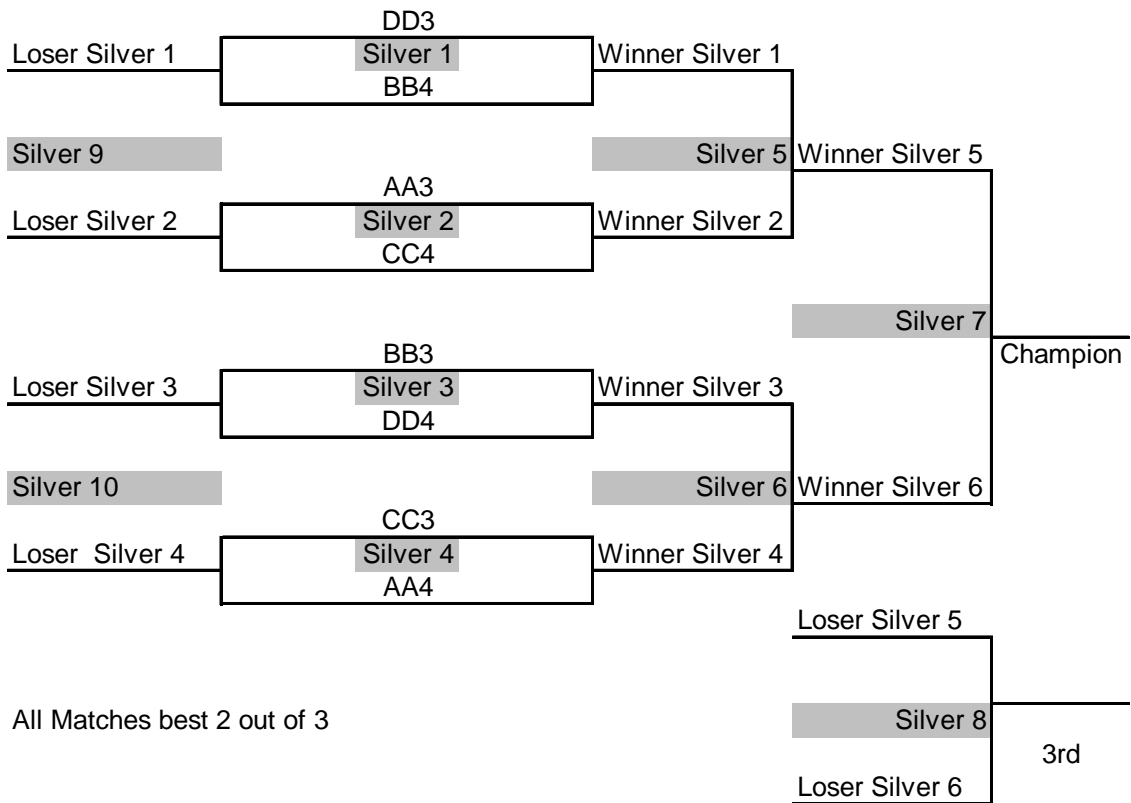 DD3
Loser Silver 1 Silver 1 Winner Silver 1
BB4
Silver 9 Silver 5 Winner Silver 5
AA3
Loser Silver 2 Silver 2 Winner Silver 2
CC4
Silver 7
BB3 Champion
Loser Silver 3 Silver 3 Winner Silver 3
DD4
Silver 10 Silver 6 Winner Silver 6
CC3
Loser Silver 4 Silver 4 Winner Silver 4
AA4
Loser Silver 5
All Matches best 2 out of 3 Silver 8
3rd
Loser Silver 6